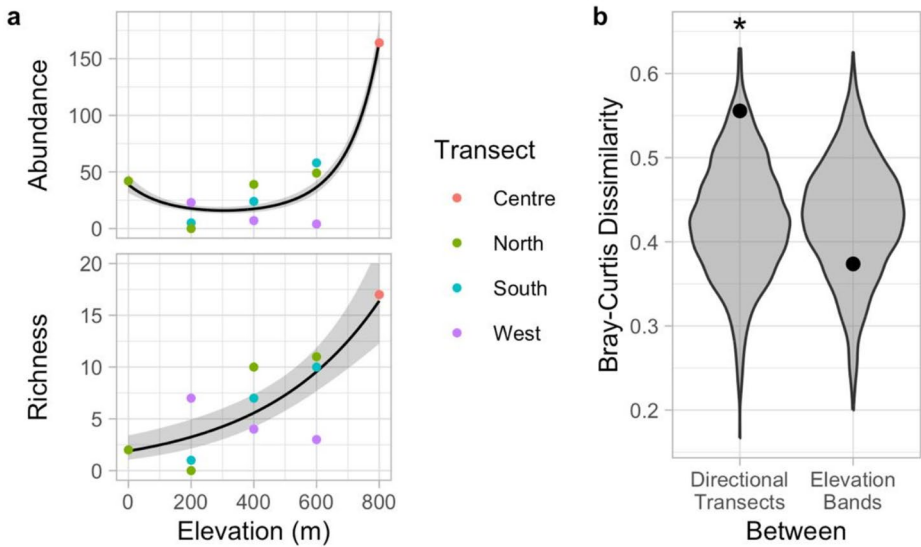 a
Abundance
150
100
50
0
Richness
20
15
10
5
0
0 200 400 600 800
Elevation (m)
Transect
Centre
North
South
West
b
*
Bray-Curtis Dissimilarity
0.6
0.5
0.4
0.3
0.2
Directional
Transects
Elevation
Bands
Between